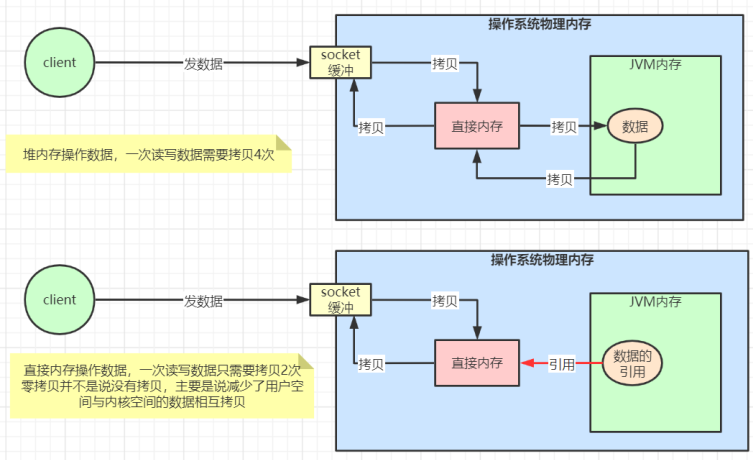 操作系统物理内存
client
发数据
socket
缓冲
拷贝
JVM内存
拷贝
直接内存
拷贝
数据
堆内存操作数据，一次读写数据需要拷贝4次
拷贝
操作系统物理内存
client
发数据
socket
缓冲
拷贝
JVM内存
拷贝
直接内存
引用
数据的
引用
直接内存操作数据，一次读写数据只需要拷贝2次
零拷贝并不是说没有拷贝，主要是说减少了用户空
间与内核空间的数据相互拷贝